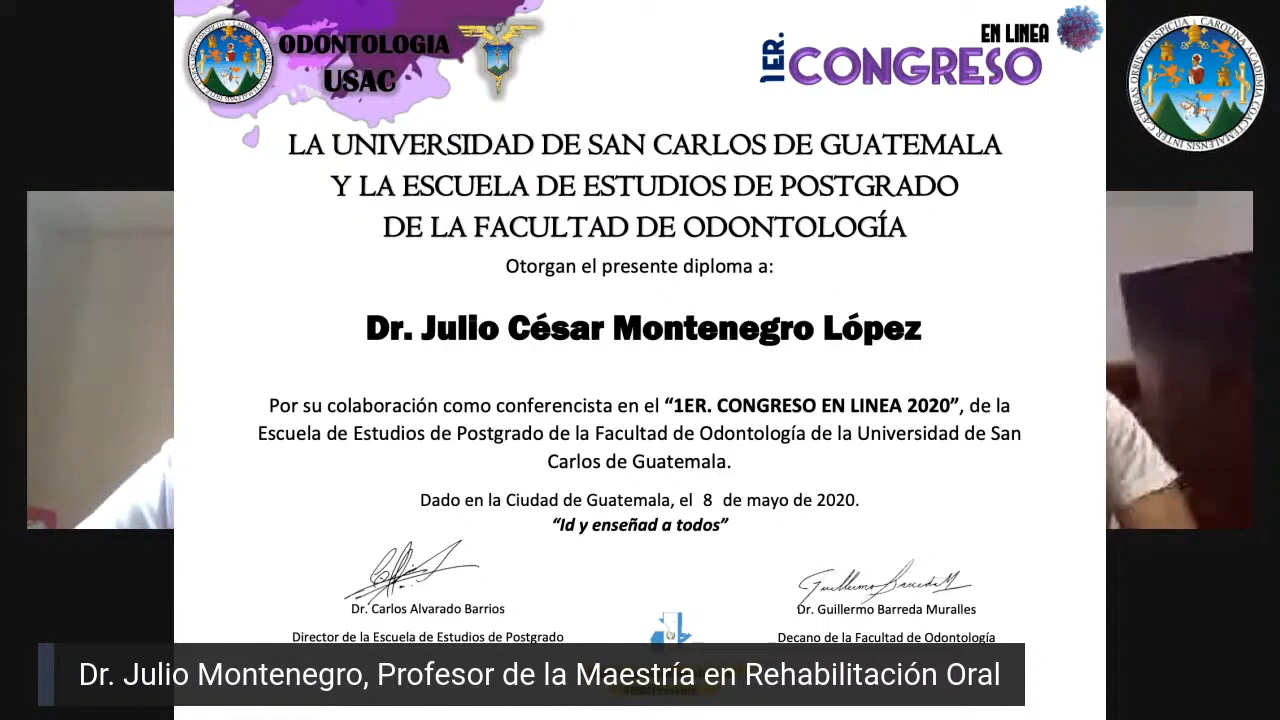 ODONTOLOGIA
USAC
EN LINEA
1ER.
CONGRESO
LA UNIVERSIDAD DE SAN CARLOS DE GUATEMALA
Y LA ESCUELA DE ESTUDIOS DE POSTGRADO
DE LA FACULTAD DE ODONTOLOGÍA
Otorgan el presente diploma a:
Dr. Julio César Montenegro López
Por su colaboración como conferencista en el “1ER. CONGRESO EN LINEA 2020”, de la
Escuela de Estudios de Postgrado de la Facultad de Odontología de la Universidad de San
Carlos de Guatemala.
Dado en la Ciudad de Guatemala, el 8 de mayo de 2020.
“Id y enseñad a todos”
Guillermo Barreda M
Dr. Carlos Alvarado Barrios
Dr. Guillermo Barreda Muralles
Director de la Escuela de Estudios de Postgrado
Decano de la Facultad de Odontología
Dr. Julio Montenegro, Profesor de la Maestría en Rehabilitación Oral